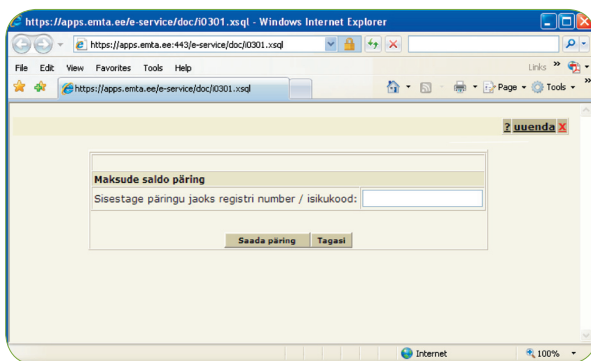 https://apps.emta.ee/e-service/doc/i0301.xsql - Windows Internet Explorer
https://apps.emta.ee:443/e-service/doc/i0301.xsql
File Edit View Favorites Tools Help Links »
https://apps.emta.ee/e-service/doc/i0301.xsql Page Tools »
? uuenda X
Maksude saldo päring
Sisestage päringu jaoks registri number / isikukood:
Saada päring Tagasi
Internet 100%